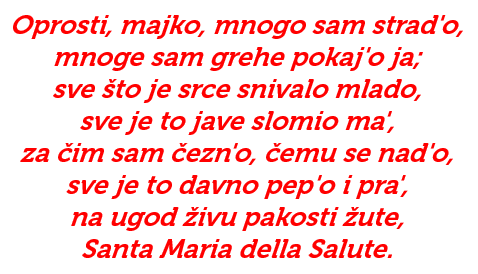 Oprosti, majko, mnogo sam strad'o,
mnoge sam grehe pokaj'o ja;
sve što je srce snivalo mlado,
sve je to jave slomio ma',
za čim sam čezn'o, čemu se nad'o,
sve je to davno pep'o i pra',
na ugod živu pakosti žute,
Santa Maria della Salute.